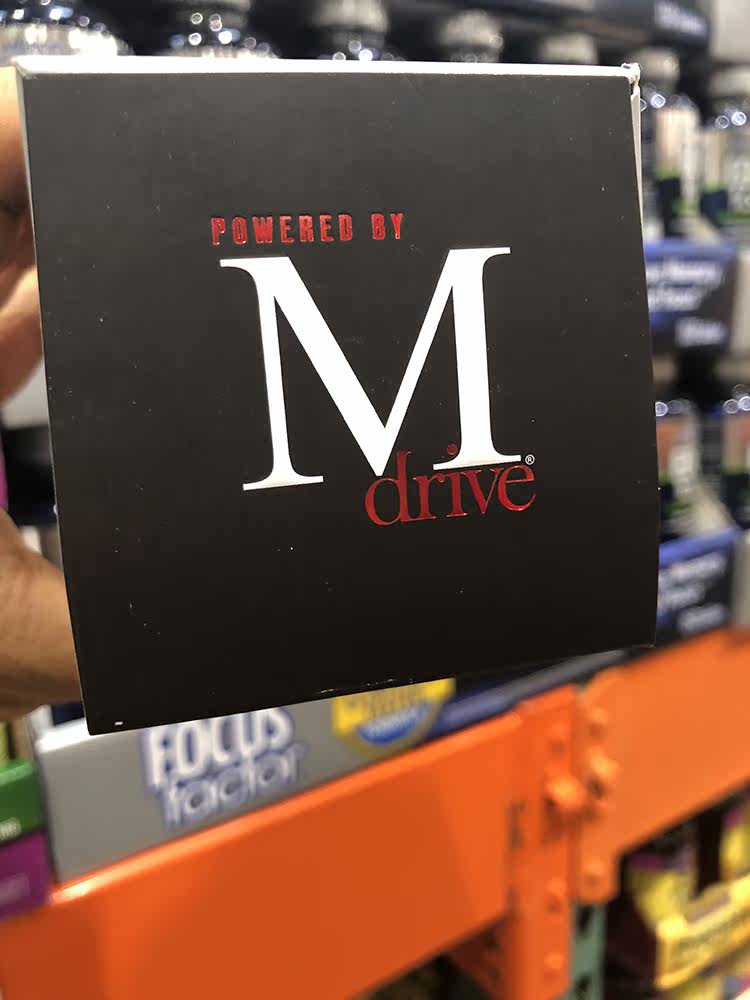 POWERED BY
M
drive®
FOCUS
factor